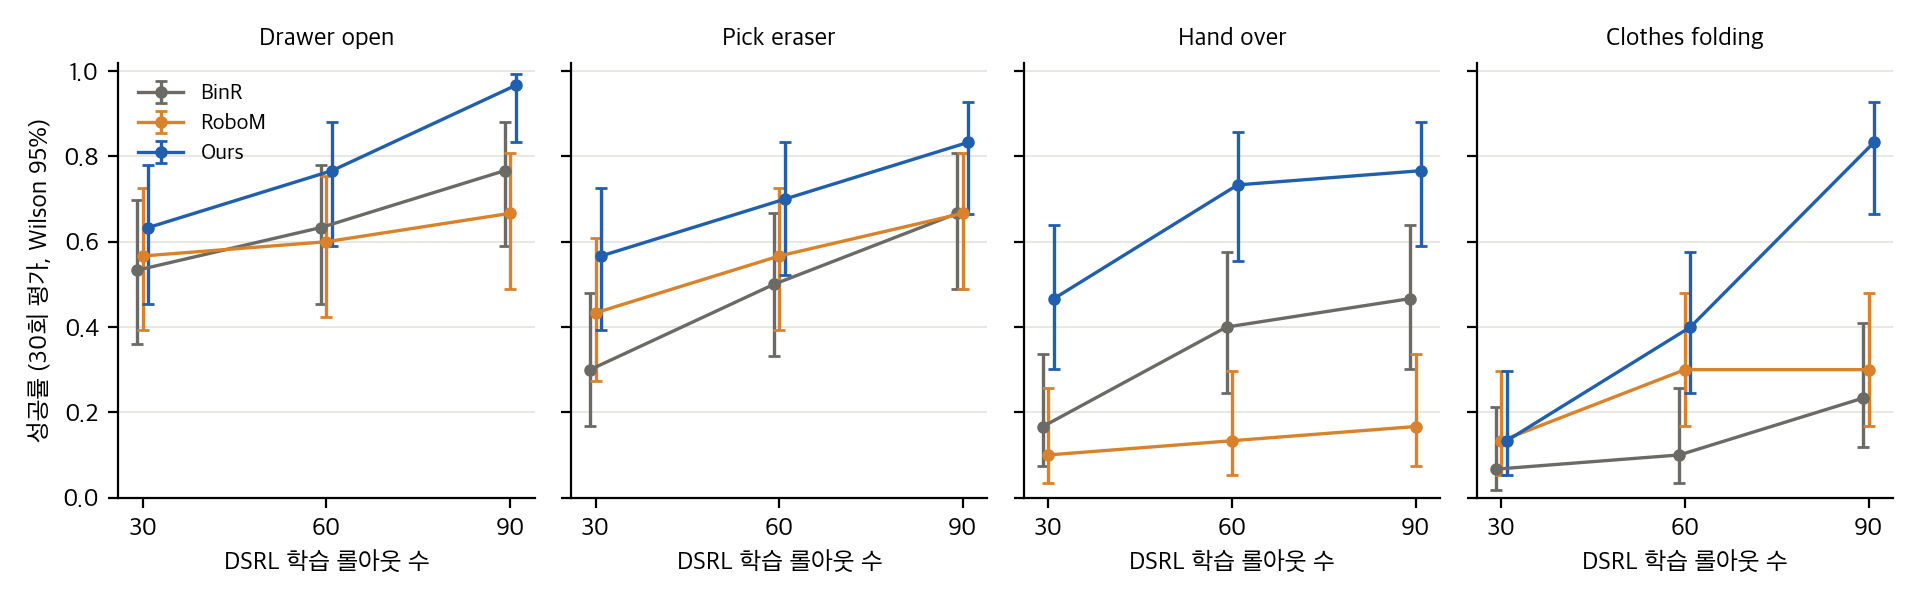 Drawer open
Pick eraser
Hand over
Clothes folding
BinR
RoboM
Ours
성공률 (30회 평가, Wilson 95%)
1.0
0.8
0.6
0.4
0.2
0.0
30 60 90
30 60 90
30 60 90
30 60 90
DSRL 학습 롤아웃 수
DSRL 학습 롤아웃 수
DSRL 학습 롤아웃 수
DSRL 학습 롤아웃 수